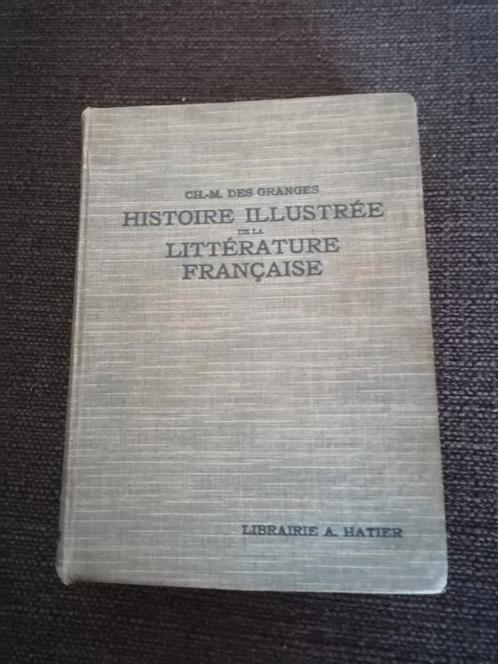 CH.-M. DES GRANGES
HISTOIRE ILLUSTRÉE
DE LA
LITTÉRATURE
FRANÇAISE
LIBRAIRIE A. HATIER